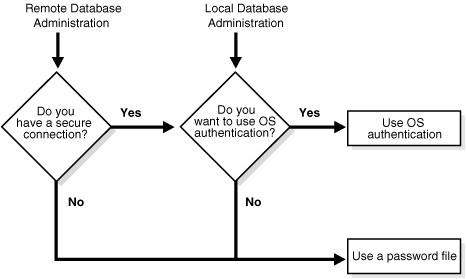 Remote Database
Administration
Local Database
Administration
Do you
have a secure
connection?
Yes
Do you
want to use OS
authentication?
Yes
Use OS
authentication
No
No
Use a password file